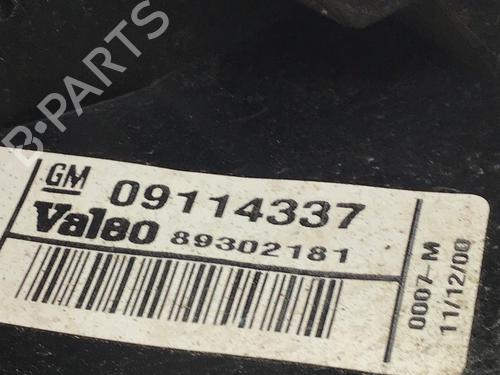 B-PARTS
GM 09114337
Valeo 89302181
0007-M
11/12/00